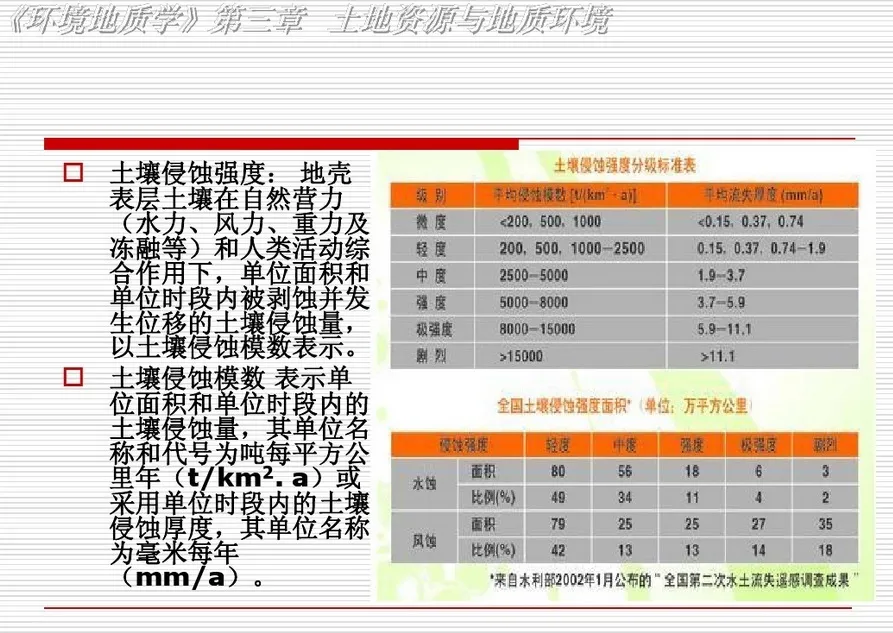 《环境地质学》第三章 土地资源与地质环境
土壤侵蚀强度： 地壳
表层土壤在自然营力
（水力、风力、重力及
冻融等）和人类活动综
合作用下，单位面积和
单位时段内被剥蚀并发
生位移的土壤侵蚀量，
以土壤侵蚀模数表示。
土壤侵蚀模数 表示单
位面积和单位时段内的
土壤侵蚀量，其单位名
称和代号为吨每平方公
里年（t/km². a）或
采用单位时段内的土壤
侵蚀厚度，其单位名称
为毫米每年
（mm/a）。
土壤侵蚀强度分级标准表
级别 平均侵蚀模数 [t/(km²·a)] 平均流失厚度 (mm/a)
微度 <200，500，1000 <0.15，0.37，0.74
轻度 200，500，1000－2500 0.15，0.37，0.74－1.9
中度 2500－5000 1.9－3.7
强度 5000－8000 3.7－5.9
极强度 8000－15000 5.9－11.1
剧烈 >15000 >11.1
全国土壤侵蚀强度面积*（单位：万平方公里）
侵蚀强度 轻度 中度 强度 极强度 剧烈
水蚀 面积 80 56 18 6 3
比例(%) 49 34 11 4 2
风蚀 面积 79 25 25 27 35
比例(%) 42 13 13 14 18
*来自水利部2002年1月公布的“全国第二次水土流失遥感调查成果”